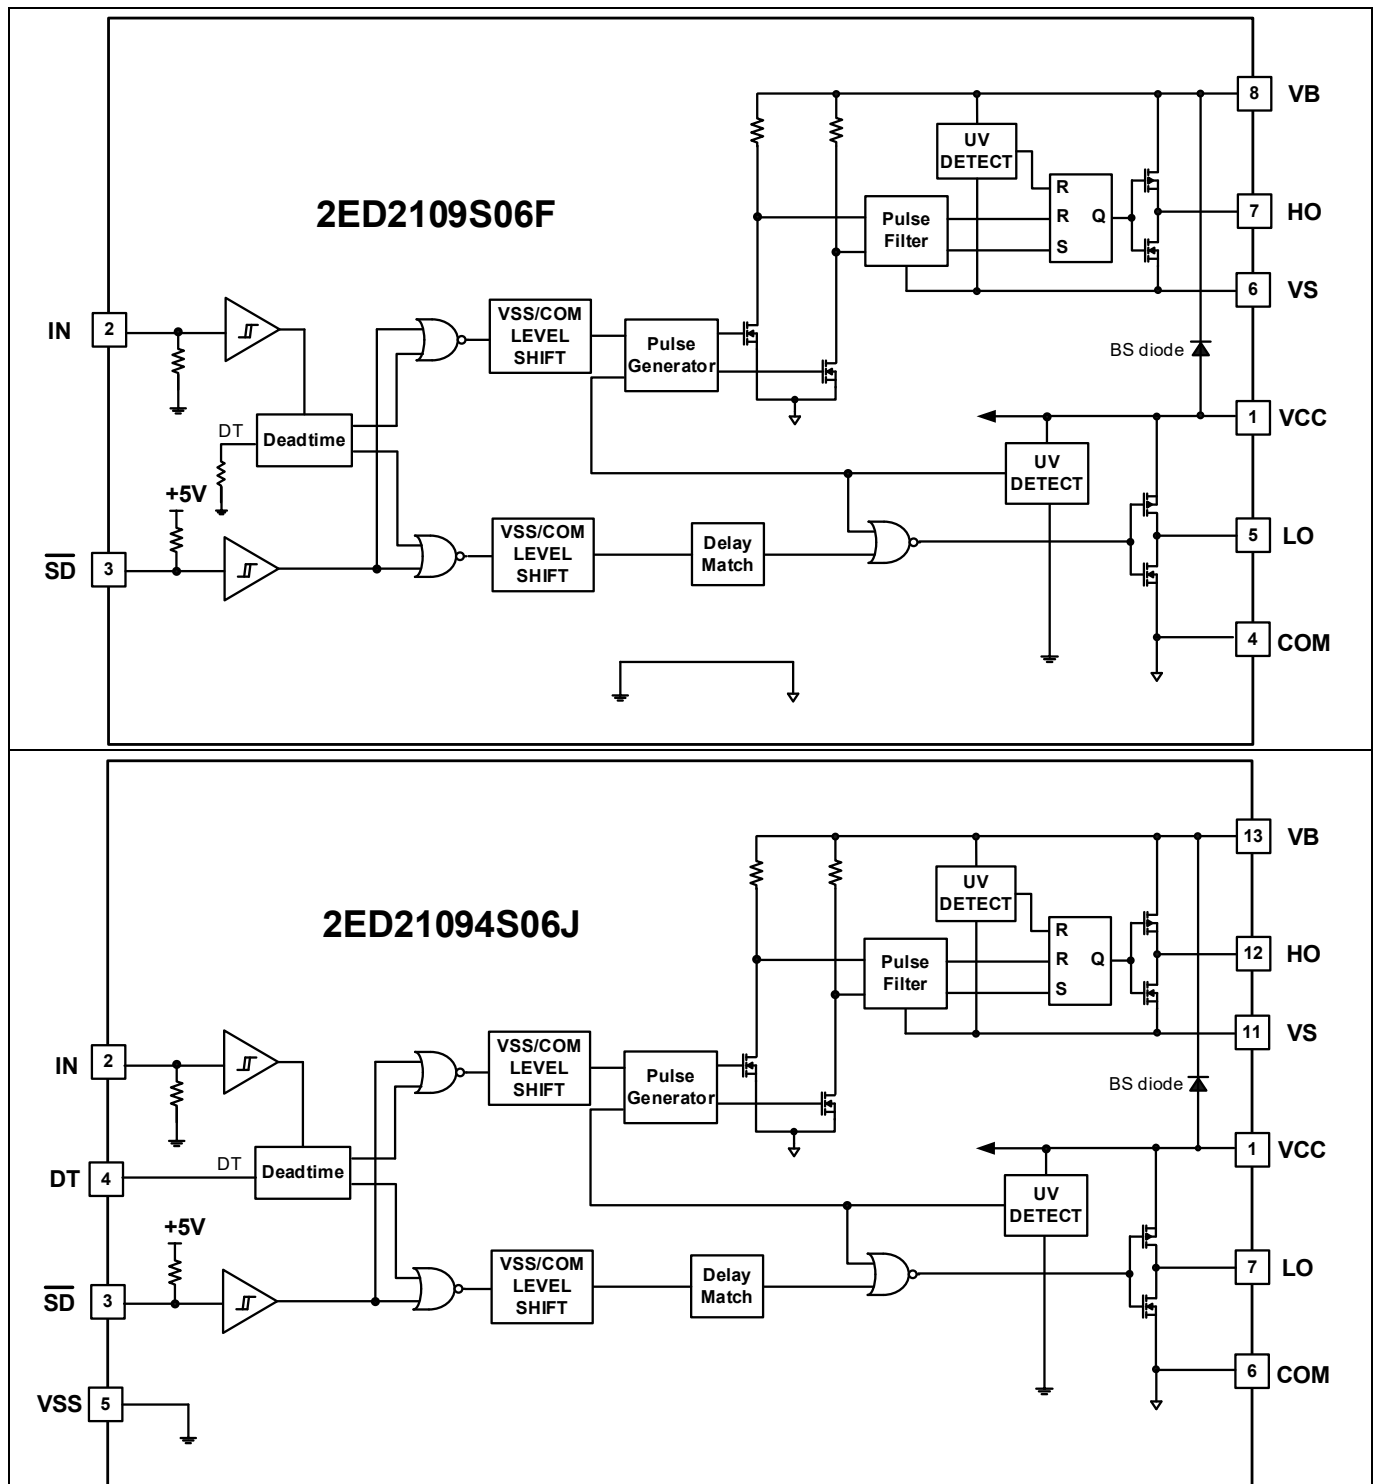 8 VB
UV
DETECT
R
R Q
S
2ED2109S06F
Pulse
Filter
7 HO
6 VS
IN 2
VSS/COM
LEVEL
SHIFT
Pulse
Generator
BS diode
DT
Deadtime
1 VCC
UV
DETECT
+5V
VSS/COM
LEVEL
SHIFT
Delay
Match
5 LO
SD 3
4 COM
13 VB
UV
DETECT
R
R Q
S
2ED21094S06J
Pulse
Filter
12 HO
11 VS
IN 2
VSS/COM
LEVEL
SHIFT
Pulse
Generator
BS diode
1 VCC
DT 4
DT
Deadtime
UV
DETECT
+5V
VSS/COM
LEVEL
SHIFT
Delay
Match
7 LO
SD 3
6 COM
VSS 5